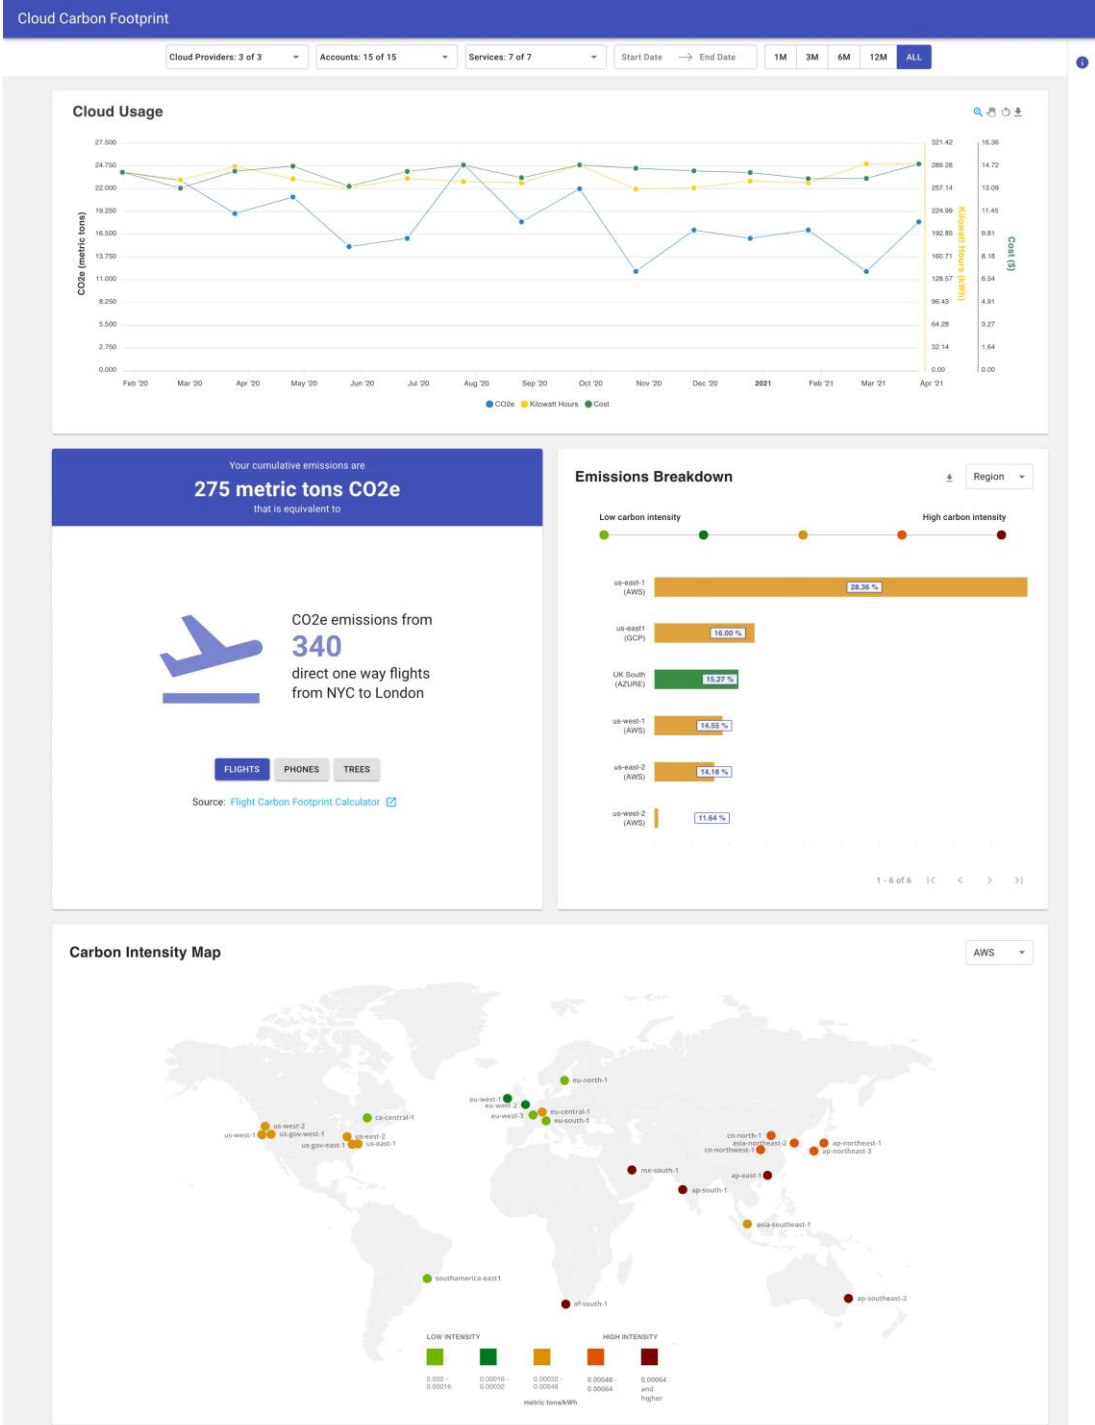 Cloud Carbon Footprint
Cloud Providers: 3 of 3
Accounts: 15 of 15
Services: 7 of 7
Start Date → End Date
1M 3M 6M 12M ALL
Cloud Usage
CO2e (metric tons)
27.500
24.750
22.000
19.250
16.500
13.750
11.000
8.250
5.500
2.750
0.000
321.42
289.28
257.14
224.99
192.85
160.71
128.57
96.43
64.28
32.14
0.00
Kilowatt Hours (kWh)
16.36
14.72
13.09
11.45
9.81
8.18
6.54
4.91
3.27
1.64
0.00
Cost ($)
Feb '20 Mar '20 Apr '20 May '20 Jun '20 Jul '20 Aug '20 Sep '20 Oct '20 Nov '20 Dec '20 2021 Feb '21 Mar '21 Apr '21
CO2e Kilowatt Hours Cost
Your cumulative emissions are
275 metric tons CO2e
that is equivalent to
CO2e emissions from
340
direct one way flights
from NYC to London
FLIGHTS PHONES TREES
Source: Flight Carbon Footprint Calculator
Emissions Breakdown
Region
Low carbon intensity High carbon intensity
us-east-1
(AWS)
28.36 %
us-east1
(GCP)
16.00 %
UK South
(AZURE)
15.27 %
us-west-1
(AWS)
14.55 %
us-east-2
(AWS)
14.18 %
us-west-2
(AWS)
11.64 %
1 - 6 of 6
Carbon Intensity Map
AWS
eu-north-1
eu-west-1
eu-west-2
eu-west-3
eu-central-1
eu-south-1
ca-central-1
us-west-2
us-west-1
us-gov-west-1
us-east-2
us-gov-east-1
us-east-1
cn-north-1
asia-northeast-2
cn-northwest-1
ap-northeast-1
ap-northeast-3
me-south-1
ap-east-1
ap-south-1
asia-southeast-1
southamerica-east1
af-south-1
ap-southeast-2
LOW INTENSITY HIGH INTENSITY
0.000 -
0.00016
0.00016 -
0.00032
0.00032 -
0.00048
0.00048 -
0.00064
0.00064
and
higher
metric tons/kWh